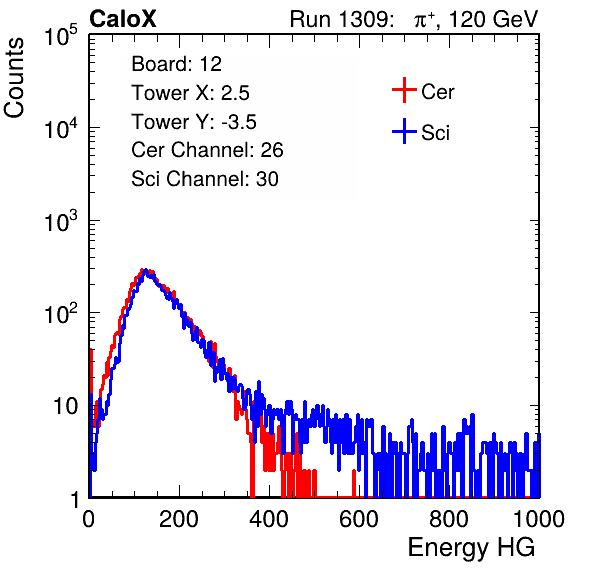 CaloX Run 1309: π⁺, 120 GeV
Counts
10⁵
10⁴
10³
10²
10
1
Board: 12
Tower X: 2.5
Tower Y: -3.5
Cer Channel: 26
Sci Channel: 30
Cer
Sci
0 200 400 600 800 1000
Energy HG